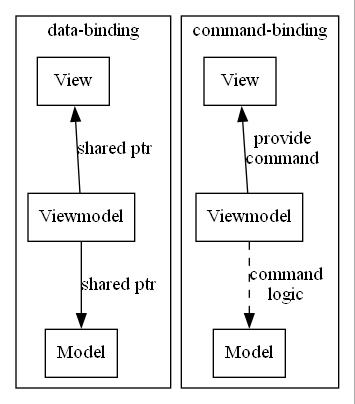 data-binding
View
shared ptr
Viewmodel
shared ptr
Model
command-binding
View
provide
command
Viewmodel
command
logic
Model